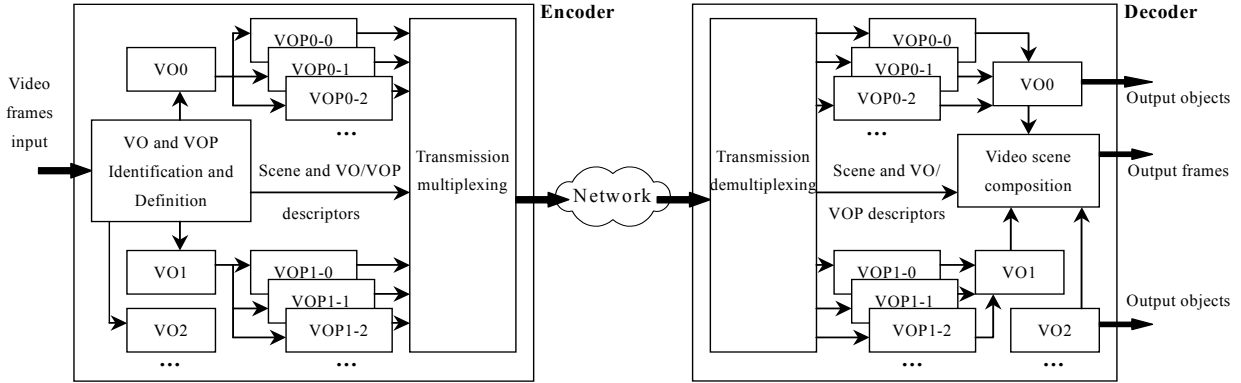 Encoder
Video
frames
input
VO0
VOP0-0
VOP0-1
VOP0-2
...
VO and VOP
Identification and
Definition
Scene and VO/VOP
descriptors
Transmission
multiplexing
VO1
VOP1-0
VOP1-1
VOP1-2
...
VO2
...
Network
Decoder
Transmission
demultiplexing
VOP0-0
VOP0-1
VOP0-2
...
VO0
Output objects
Scene and VO/
VOP descriptors
Video scene
composition
Output frames
VOP1-0
VOP1-1
VOP1-2
...
VO1
VO2
...
Output objects